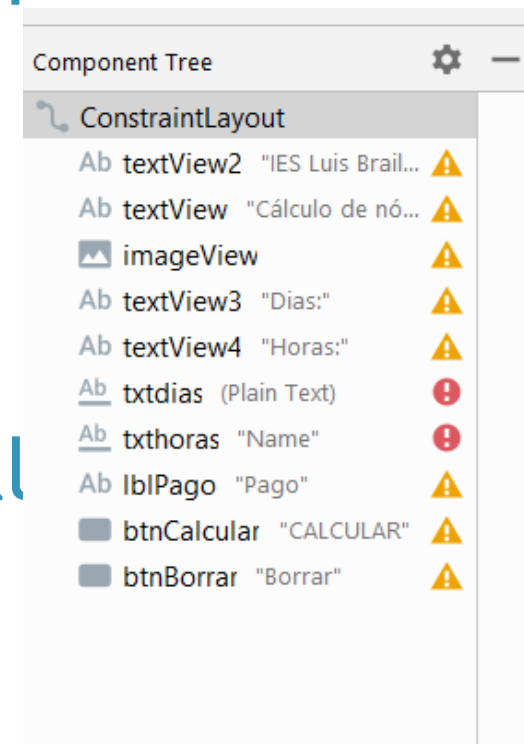 Component Tree
ConstraintLayout
Ab textView2 "IES Luis Brail...
Ab textView "Cálculo de nó...
imageView
Ab textView3 "Dias:"
Ab textView4 "Horas:"
Ab txtdias (Plain Text)
Ab txthoras "Name"
Ab lblPago "Pago"
btnCalcular "CALCULAR"
btnBorrar "Borrar"